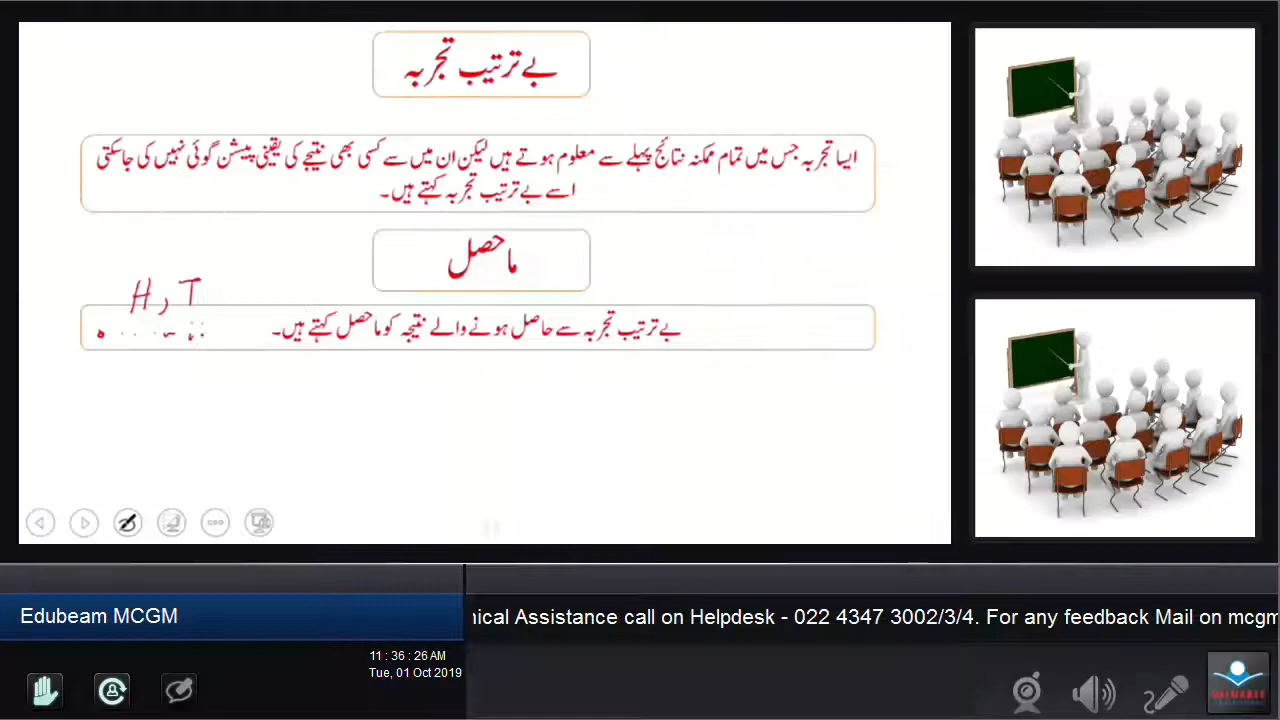 بے ترتیب تجربہ
ایسا تجربہ جس میں تمام ممکنہ نتائج پہلے سے معلوم ہوتے ہیں لیکن ان میں سے کسی بھی نتیجے کی یقینی پیشن گوئی نہیں کی جاسکتی
اسے بے ترتیب تجربہ کہتے ہیں۔
ماحصل
H, T
بے ترتیب تجربہ سے حاصل ہونے والے نتیجہ کو ماحصل کہتے ہیں۔
Edubeam MCGM
Assistance call on Helpdesk - 022 4347 3002/3/4. For any feedback Mail on
11 : 36 : 26 AM
Tue, 01 Oct 2019